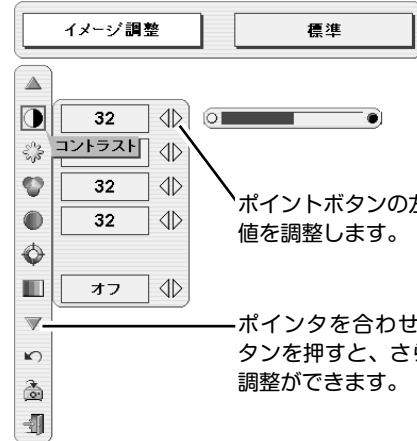 イメージ調整
標準
32
コントラスト
32
32
オフ
ポイントボタンの
値を調整します。
ポインタを合わせ
タンを押すと、さら
調整ができます。